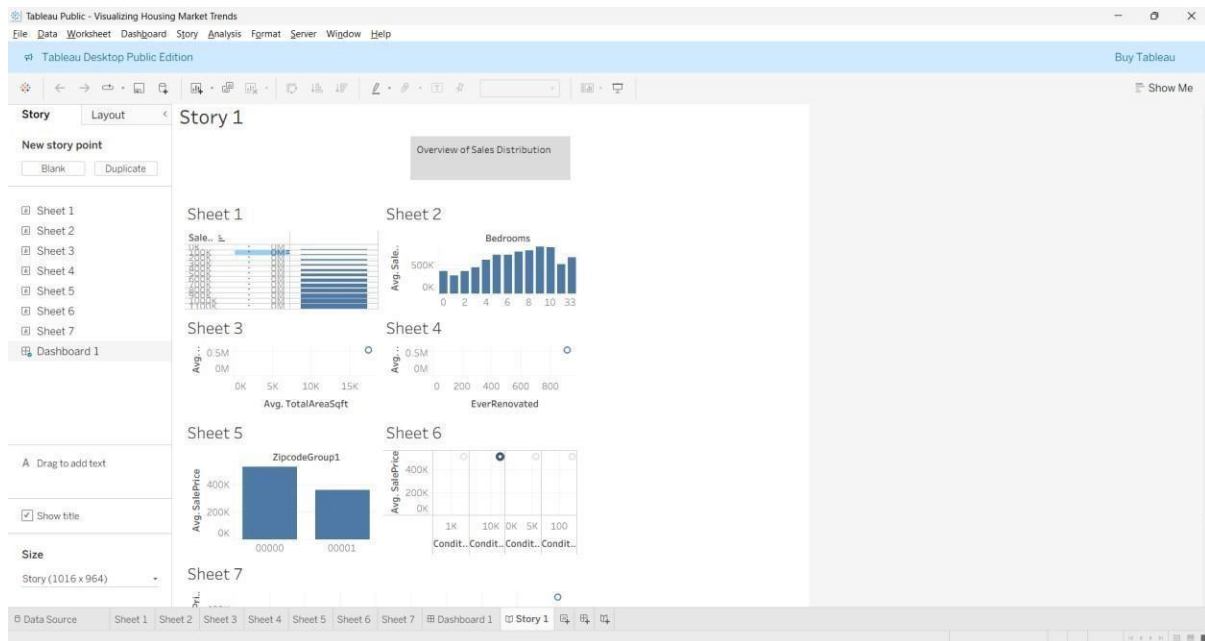 Tableau Public - Visualizing Housing Market Trends
File Data Worksheet Dashboard Story Analysis Format Server Window Help
Tableau Desktop Public Edition
Buy Tableau
Show Me
Story Layout
Story 1
New story point
Blank Duplicate
Overview of Sales Distribution
Sheet 1
Sheet 2
Sheet 3
Sheet 4
Sheet 5
Sheet 6
Sheet 7
Dashboard 1
A Drag to add text
Show title
Size
Story (1016 x 964)
Sheet 1
Sale..
Sheet 2
Bedrooms
Avg. Sale..
500K
0K
0 2 4 6 8 10 33
Sheet 3
Avg...
0.5M
0M
0K 5K 10K 15K
Avg. TotalAreaSqft
Sheet 4
Avg...
0.5M
0M
0 200 400 600 800
EverRenovated
Sheet 5
ZipcodeGroup1
Avg. SalePrice
400K
200K
0K
00000 00001
Sheet 6
Avg. SalePrice
400K
200K
0K
1K 10K 0K 5K 100
Condit.. Condit.. Condit.. Condit..
Sheet 7
Data Source Sheet 1 Sheet 2 Sheet 3 Sheet 4 Sheet 5 Sheet 6 Sheet 7 Dashboard 1 Story 1